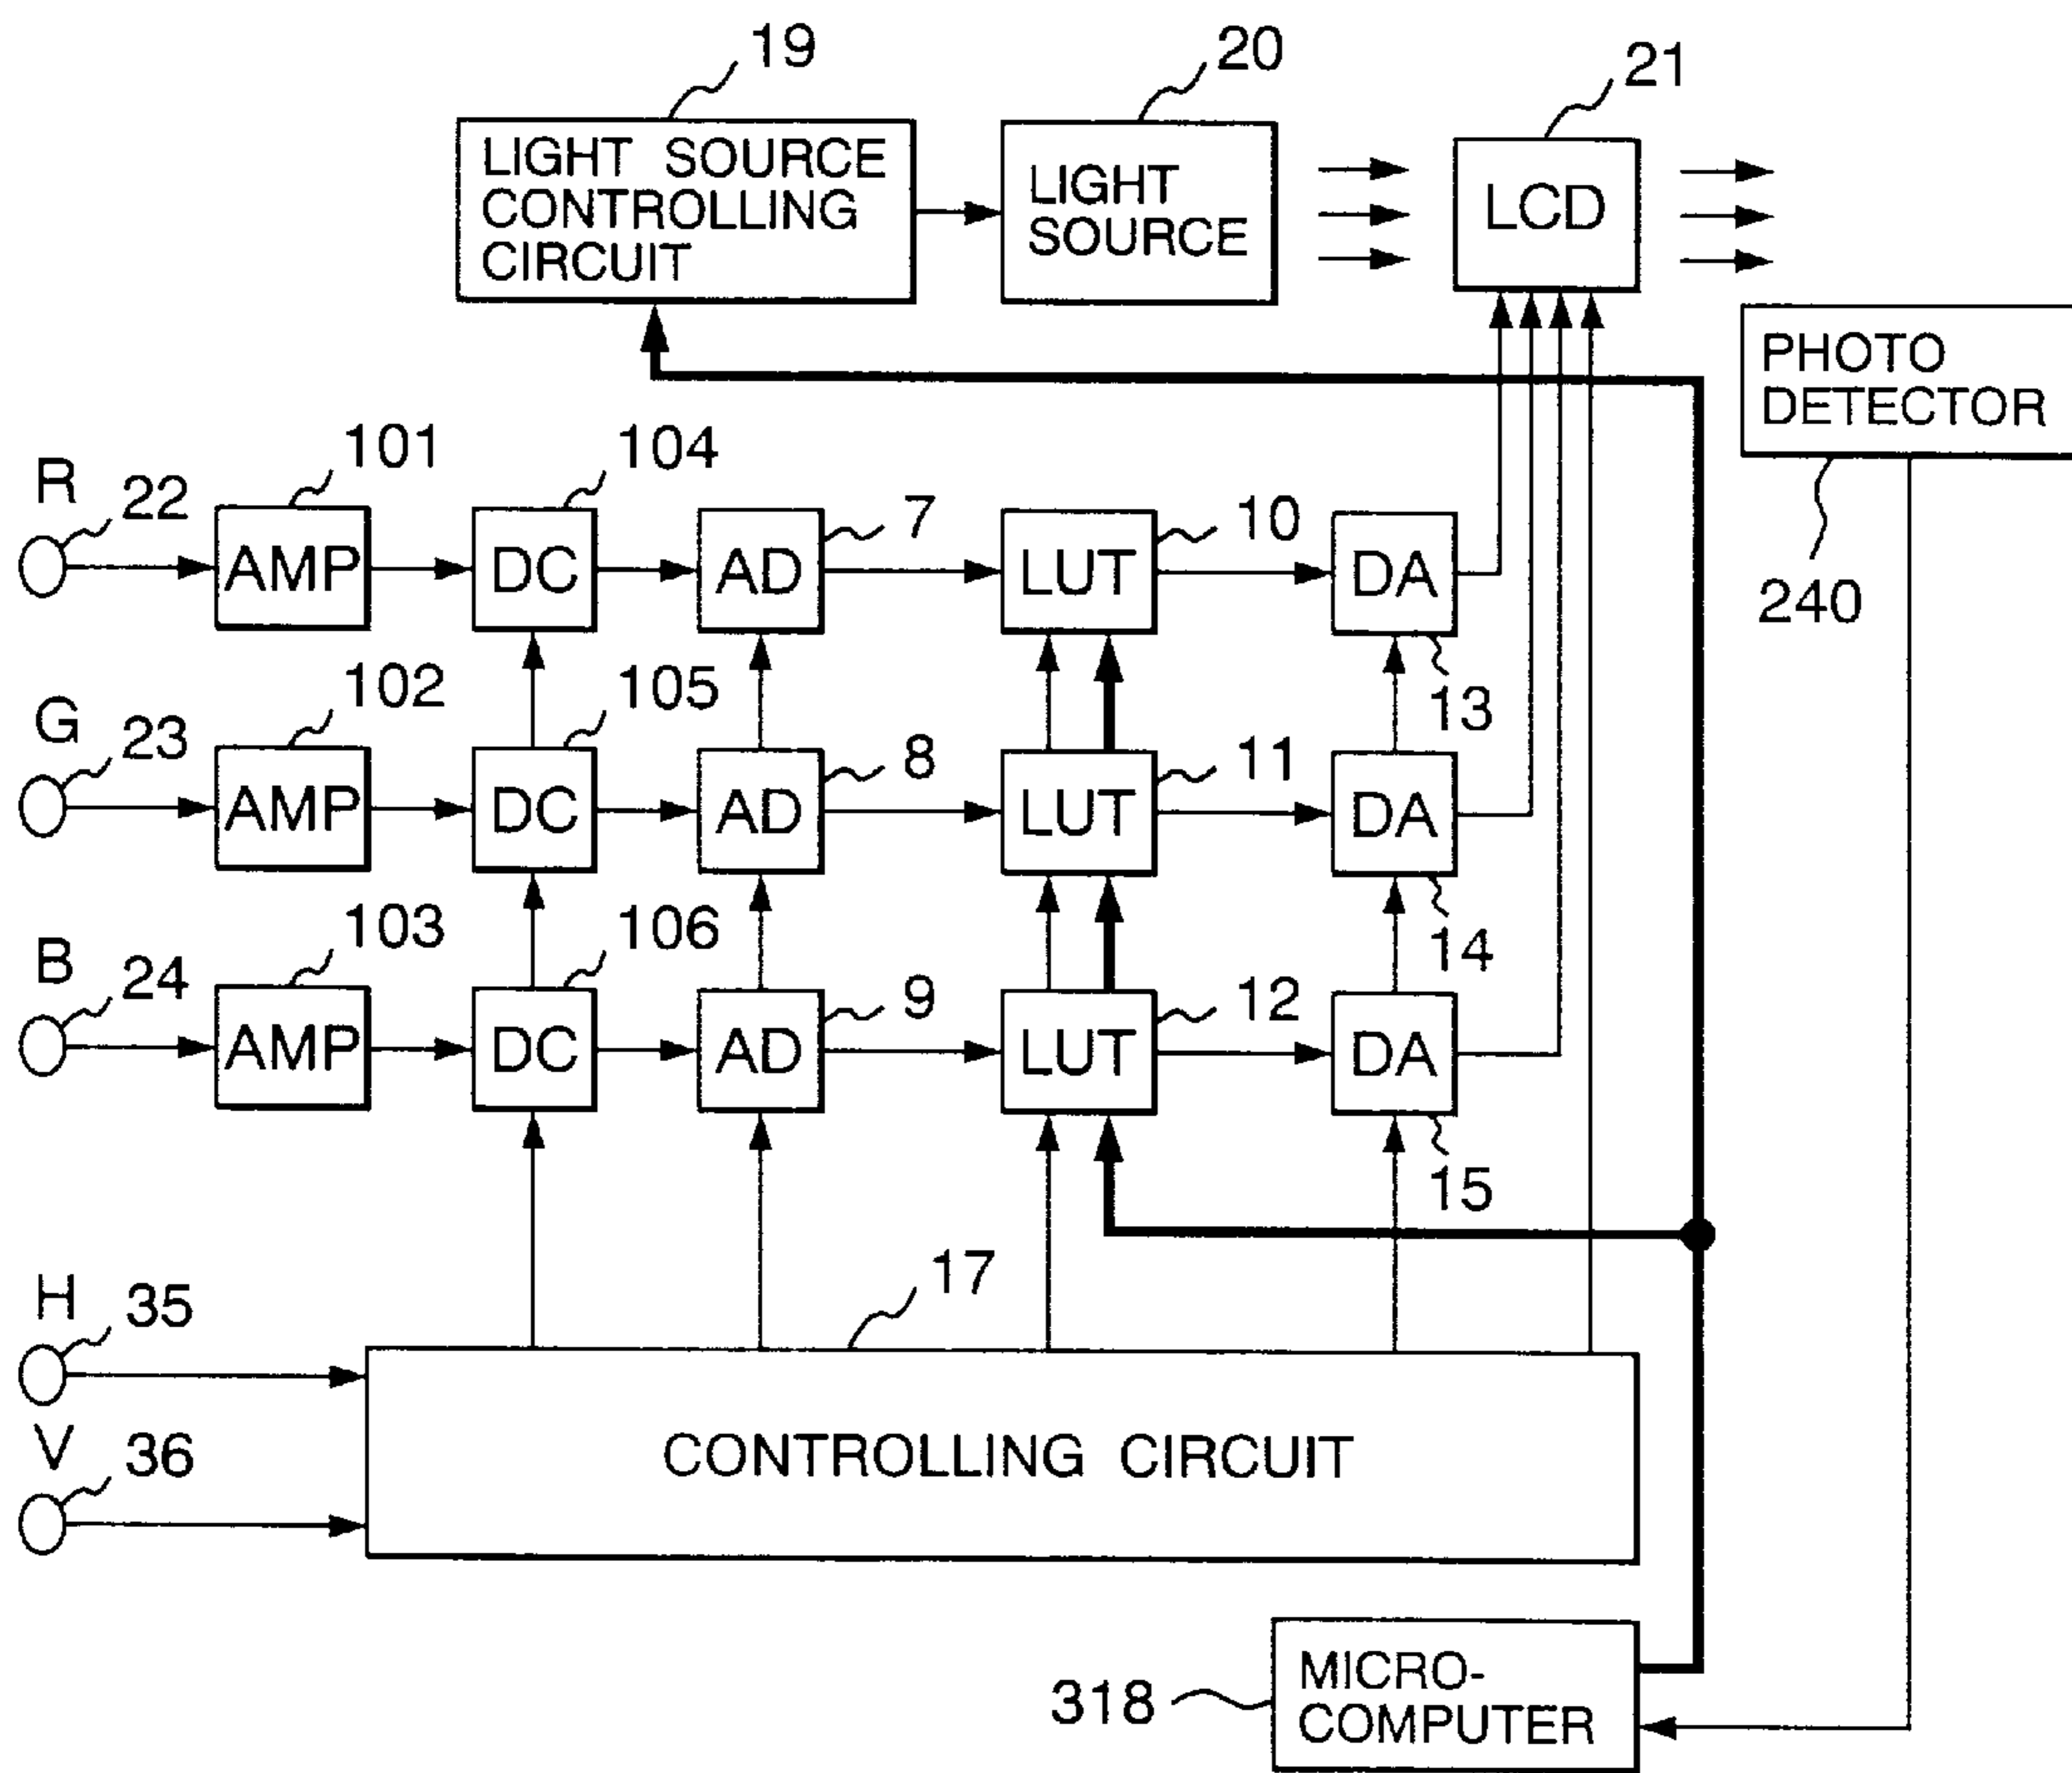 19
20
21
LIGHT SOURCE
CONTROLLING
CIRCUIT
LIGHT
SOURCE
LCD
PHOTO
DETECTOR
240
R
22
101
104
7
10
AMP
DC
AD
LUT
DA
13
G
23
102
105
8
11
AMP
DC
AD
LUT
DA
14
B
24
103
106
9
12
AMP
DC
AD
LUT
DA
15
H
35
17
V
36
CONTROLLING CIRCUIT
318
MICRO-
COMPUTER